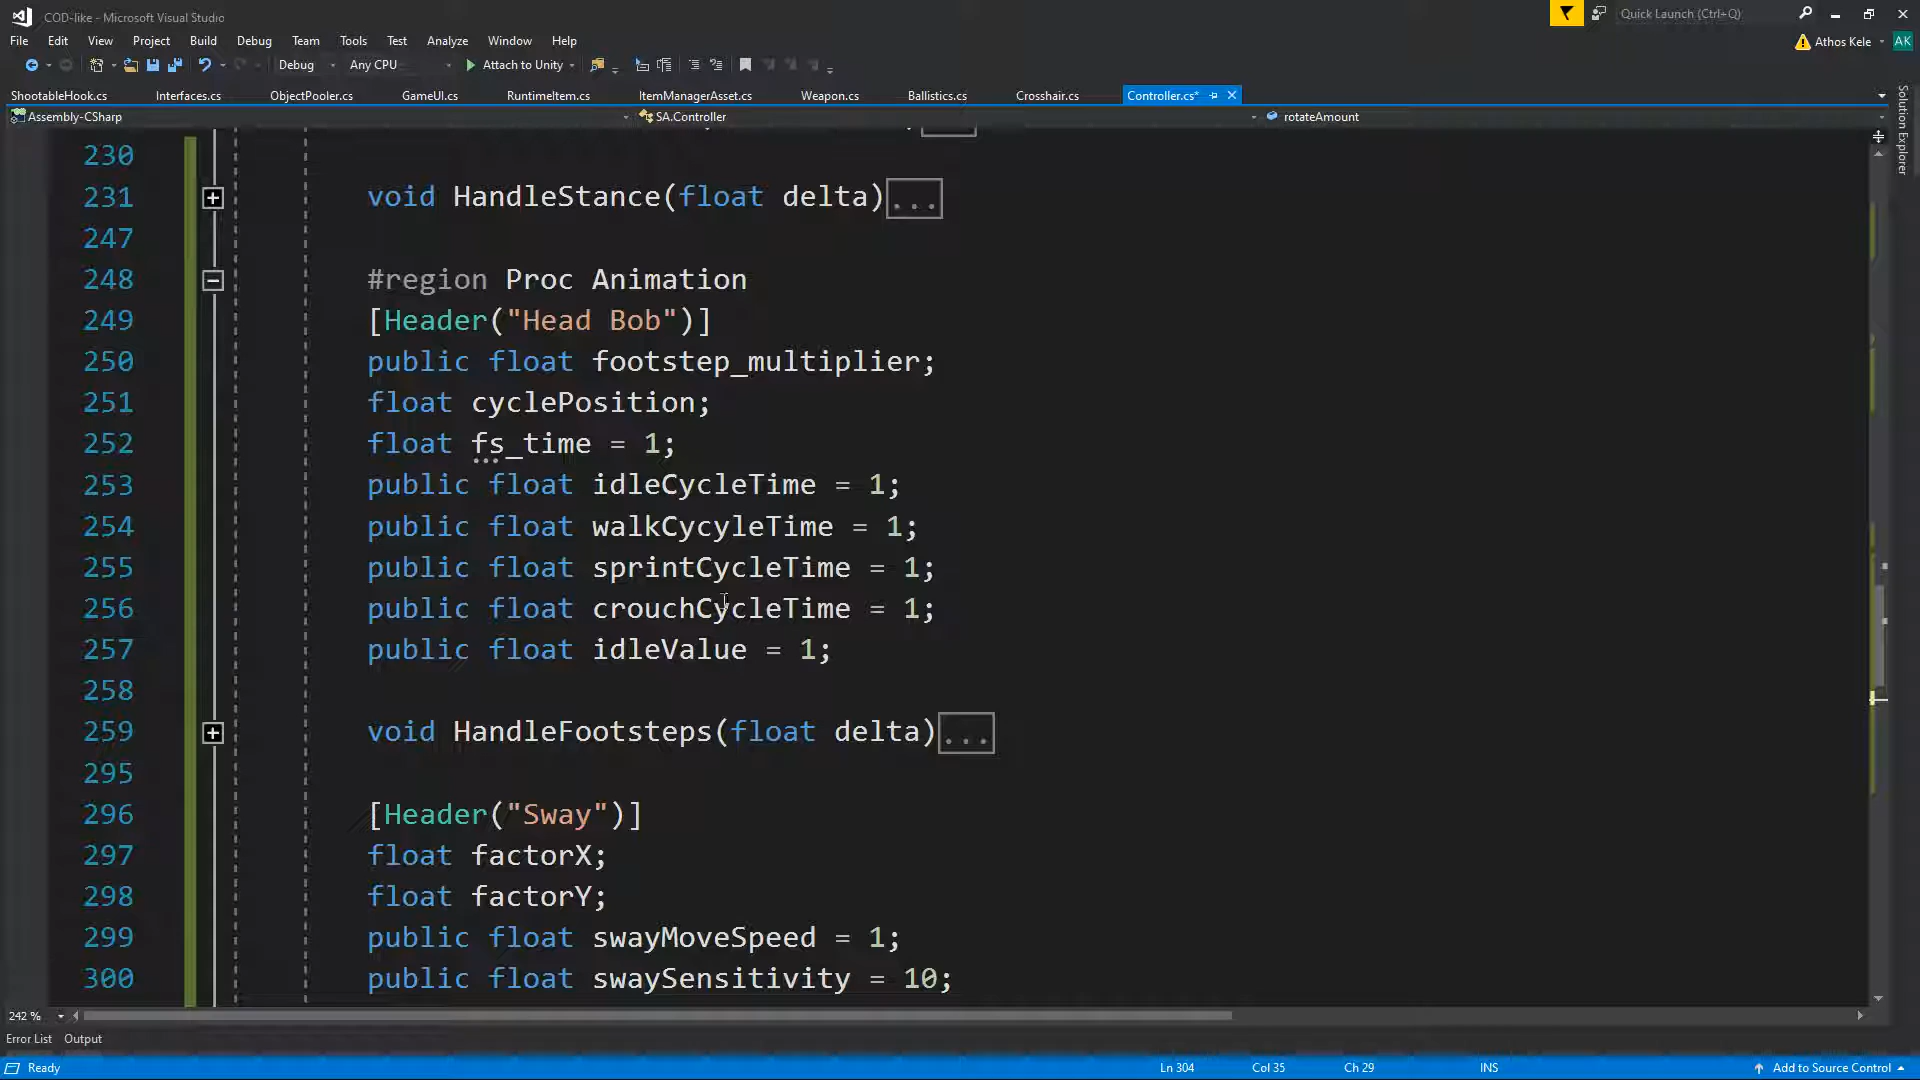 COD-like - Microsoft Visual Studio
Quick Launch (Ctrl+Q)
File Edit View Project Build Debug Team Tools Test Analyze Window Help
Athos Kele AK
Debug Any CPU Attach to Unity
ShootableHook.cs Interfaces.cs ObjectPooler.cs GameUI.cs RuntimeItem.cs ItemManagerAsset.cs Weapon.cs Ballistics.cs Crosshair.cs Controller.cs*
Assembly-CSharp SA.Controller rotateAmount
Solution Explorer
230
231 void HandleStance(float delta)...
247
248 #region Proc Animation
249 [Header("Head Bob")]
250 public float footstep_multiplier;
251 float cyclePosition;
252 float fs_time = 1;
253 public float idleCycleTime = 1;
254 public float walkCycyleTime = 1;
255 public float sprintCycleTime = 1;
256 public float crouchCycleTime = 1;
257 public float idleValue = 1;
258
259 void HandleFootsteps(float delta)...
295
296 [Header("Sway")]
297 float factorX;
298 float factorY;
299 public float swayMoveSpeed = 1;
300 public float swaySensitivity = 10;
242 %
Error List Output
Ready Ln 304 Col 35 Ch 29 INS Add to Source Control